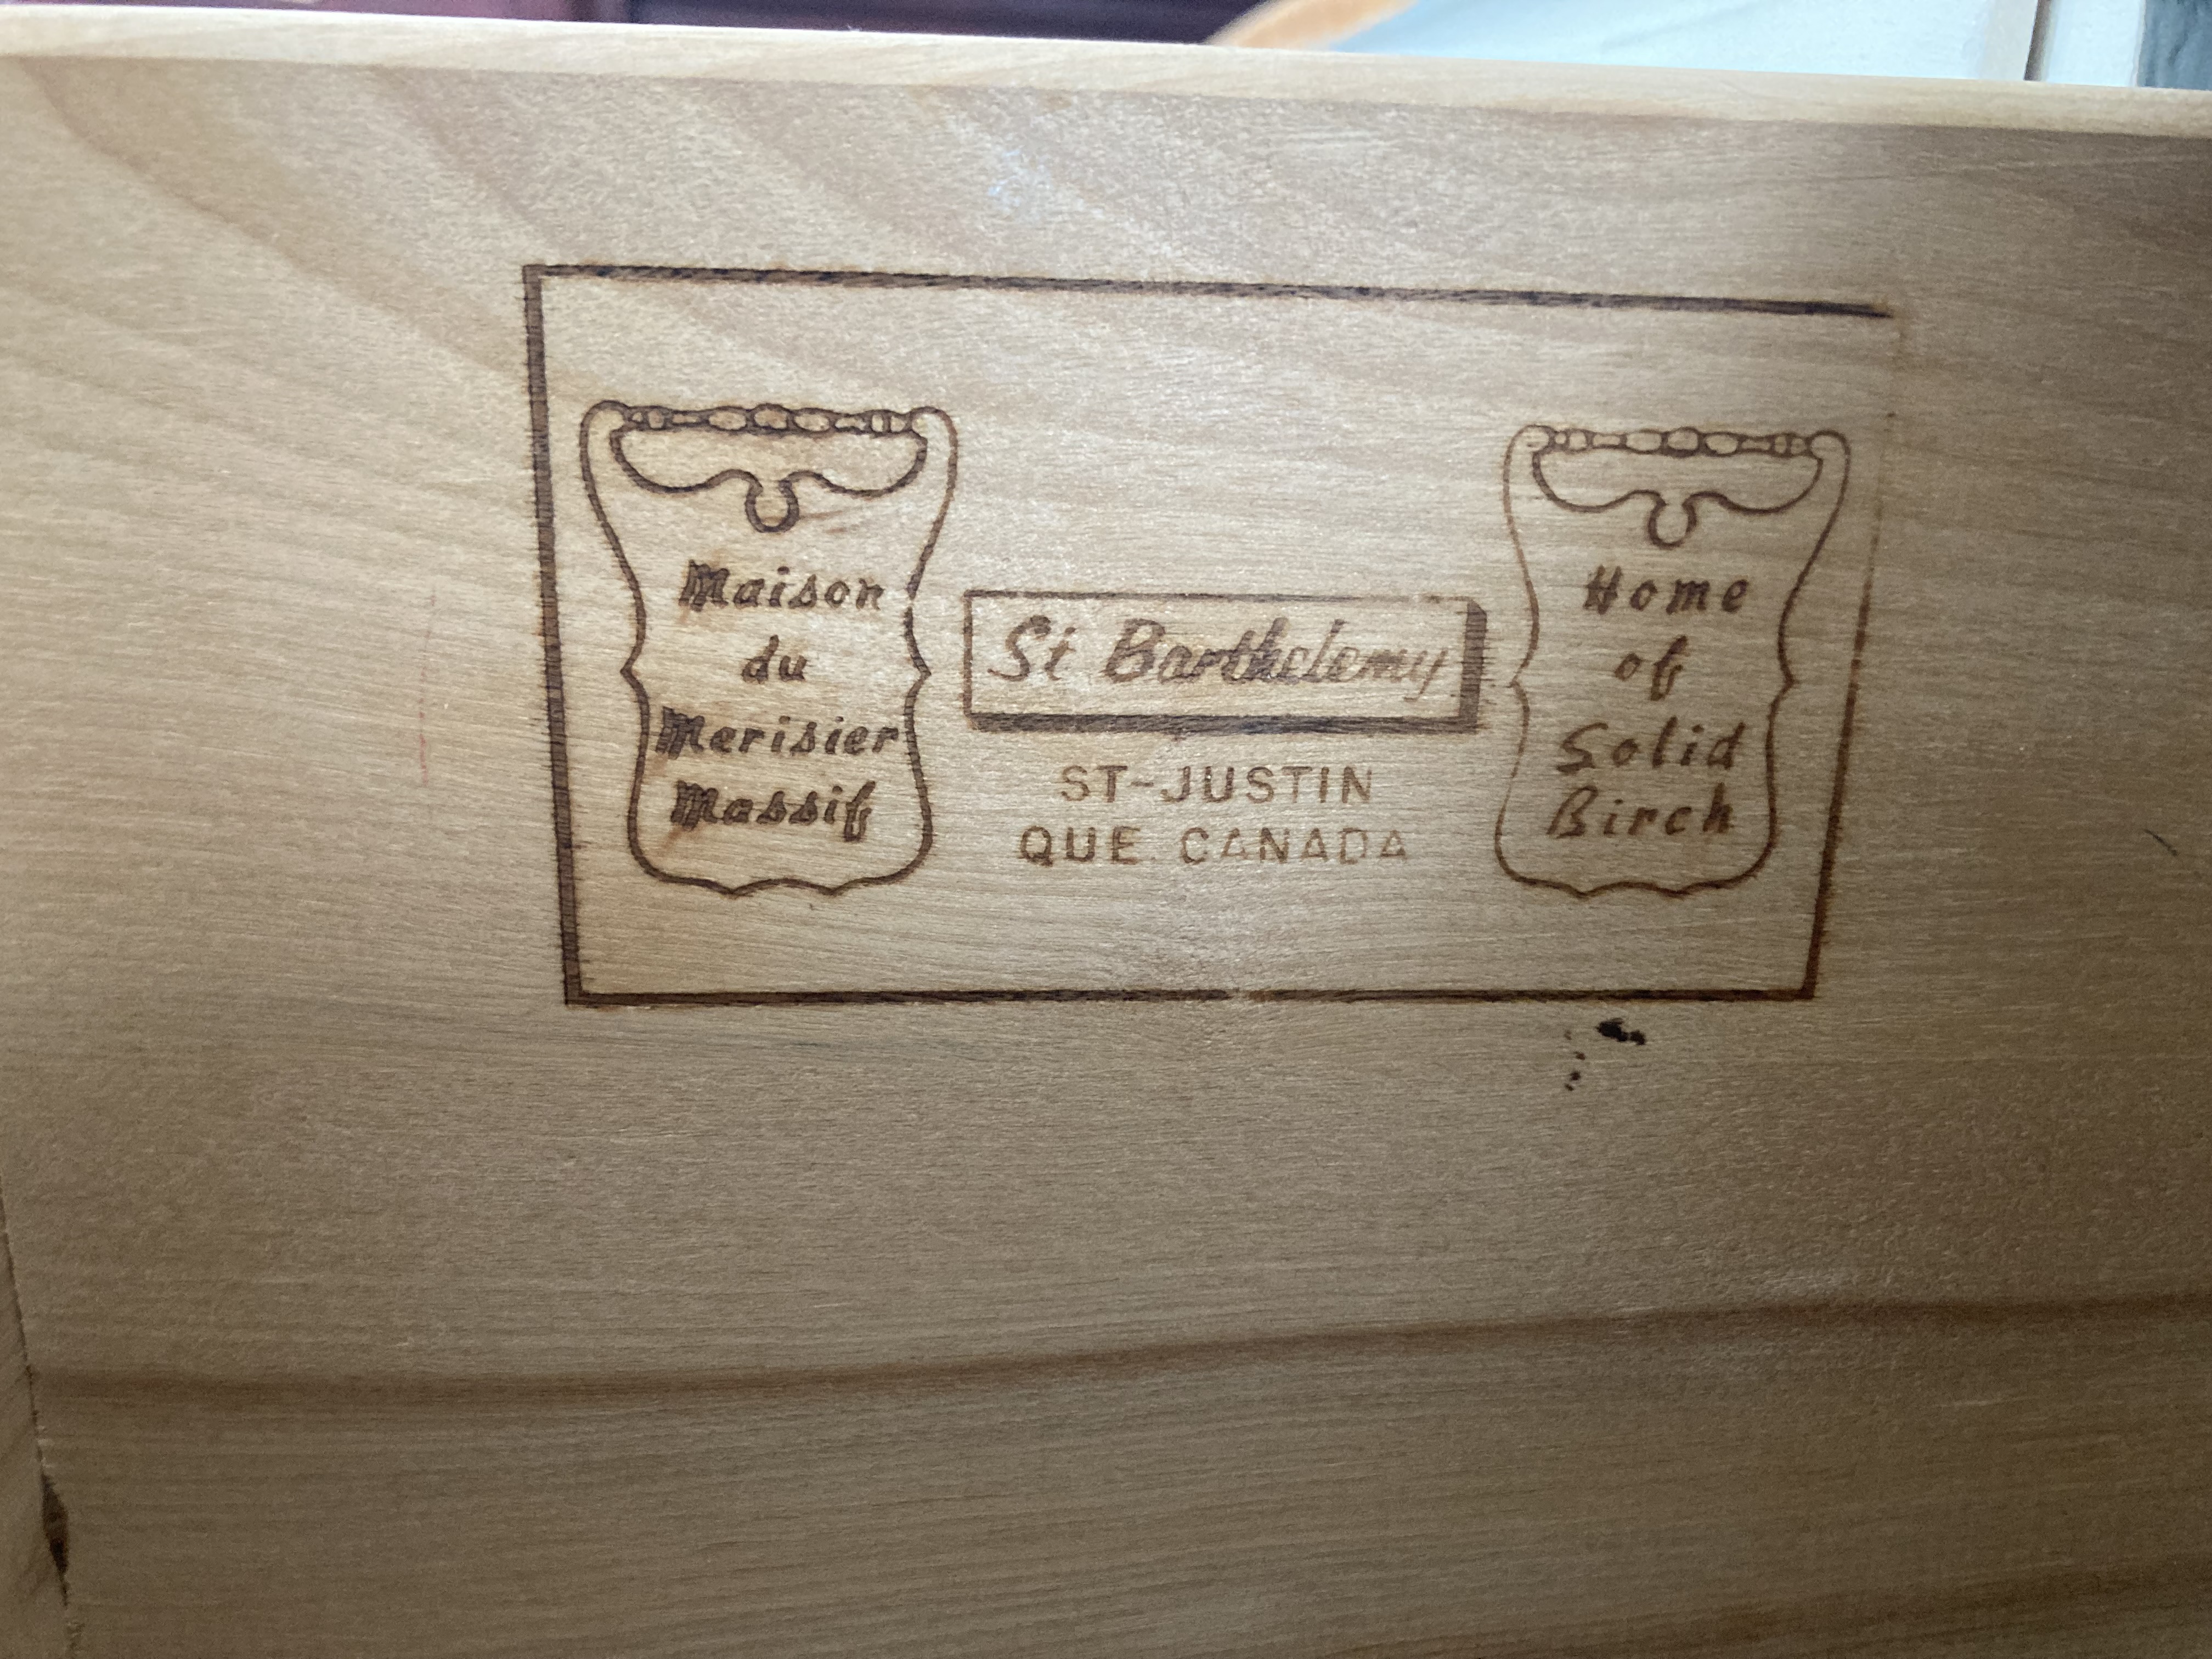 Maison
du
Merisier
Massif
St Barthelemy
ST-JUSTIN
QUE. CANADA
Home
of
Solid
Birch